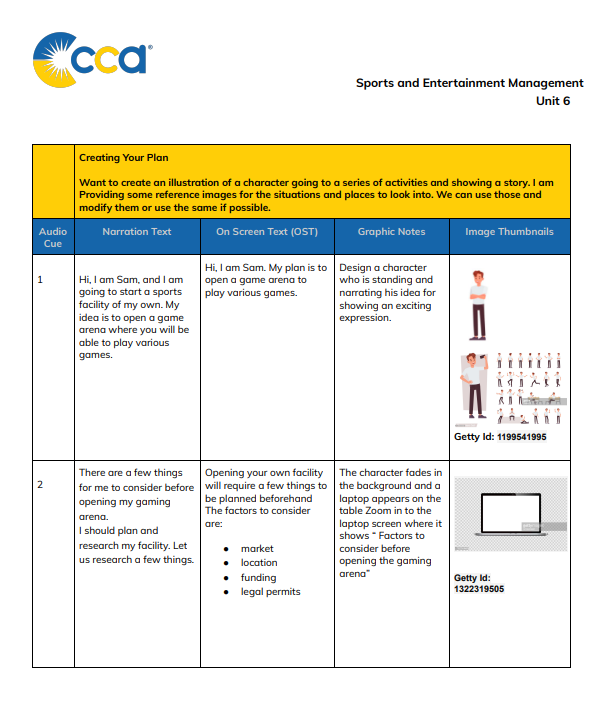 cca®
Sports and Entertainment Management
Unit 6
Creating Your Plan
Want to create an illustration of a character going to a series of activities and showing a story. I am
Providing some reference images for the situations and places to look into. We can use those and
modify them or use the same if possible.
Audio
Cue
Narration Text
On Screen Text (OST)
Graphic Notes
Image Thumbnails
1
Hi, I am Sam, and I am
going to start a sports
facility of my own. My
idea is to open a game
arena where you will be
able to play various
games.
Hi, I am Sam. My plan is to
open a game arena to
play various games.
Design a character
who is standing and
narrating his idea for
showing an exciting
expression.
Getty Id: 1199541995
2
There are a few things
for me to consider before
opening my gaming
arena.
I should plan and
research my facility. Let
us research a few things.
Opening your own facility
will require a few things to
be planned beforehand
The factors to consider
are:
● market
● location
● funding
● legal permits
The character fades in
the background and a
laptop appears on the
table Zoom in to the
laptop screen where it
shows “ Factors to
consider before
opening the gaming
arena”
Getty Id:
1322319505